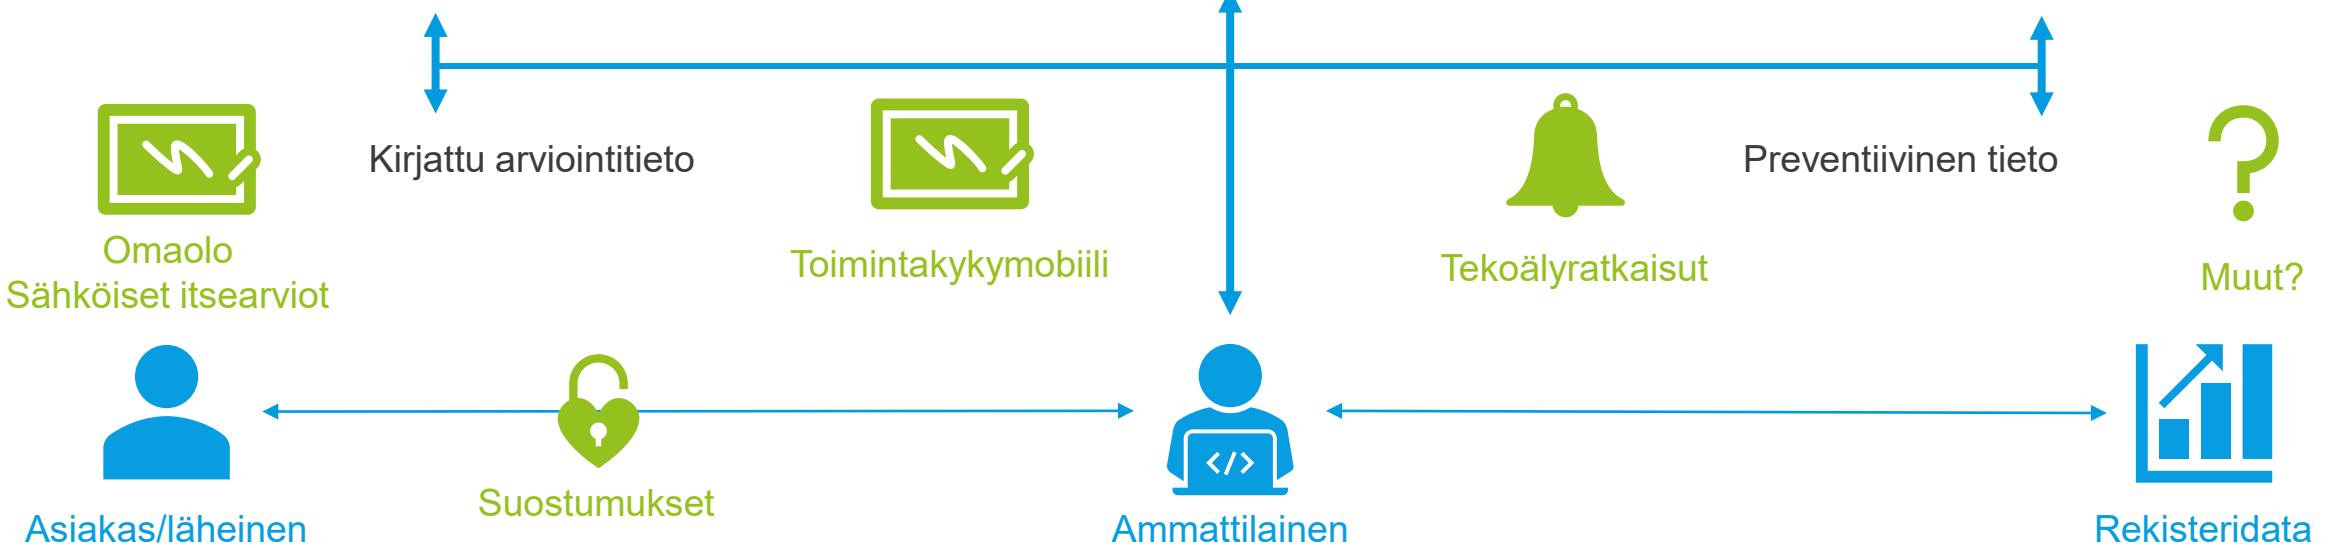 Kirjattu arviointitieto
Preventiivinen tieto
Omaolo
Sähköiset itsearviot
Toimintakykymobiili
Tekoälyratkaisut
Muut?
</>
Suostumukset
Asiakas/läheinen
Ammattilainen
Rekisteridata